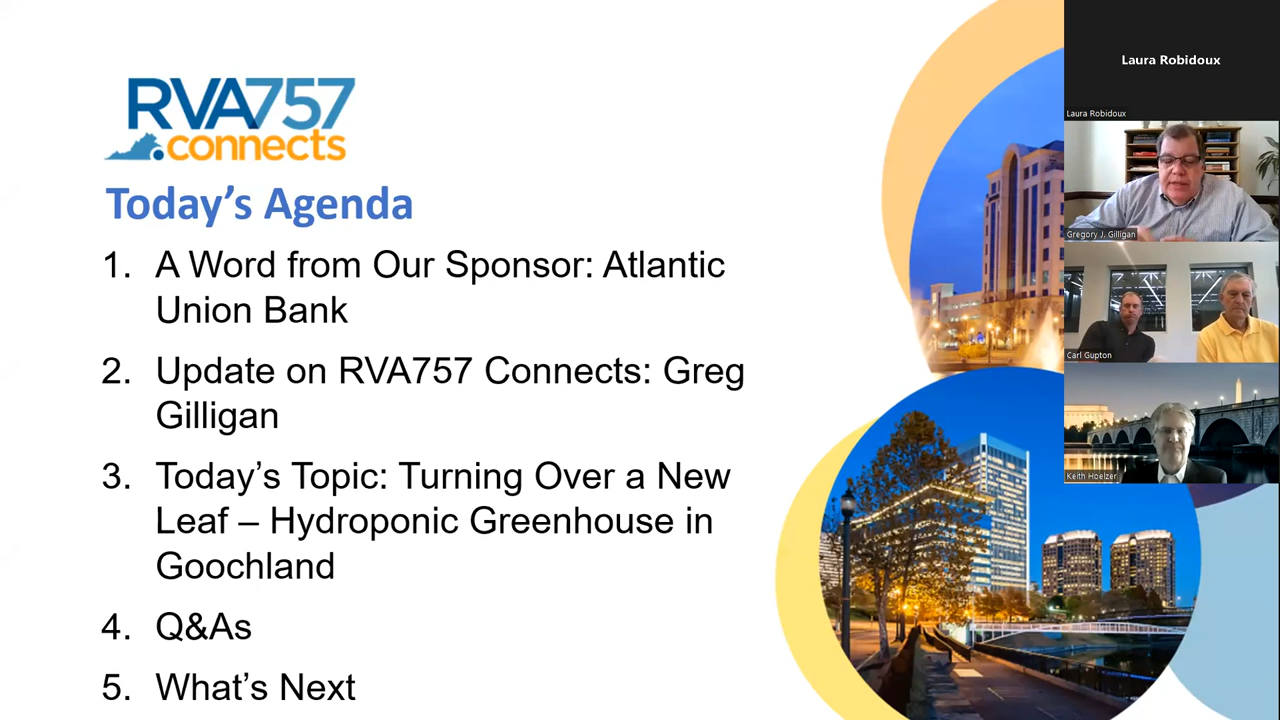 RVA757
connects
Today's Agenda
1. A Word from Our Sponsor: Atlantic
Union Bank
2. Update on RVA757 Connects: Greg
Gilligan
3. Today's Topic: Turning Over a New
Leaf – Hydroponic Greenhouse in
Goochland
4. Q&As
5. What's Next
Laura Robidoux
Laura Robidoux
Gregory J. Gilligan
Carl Gupton
Keith Hoelzer